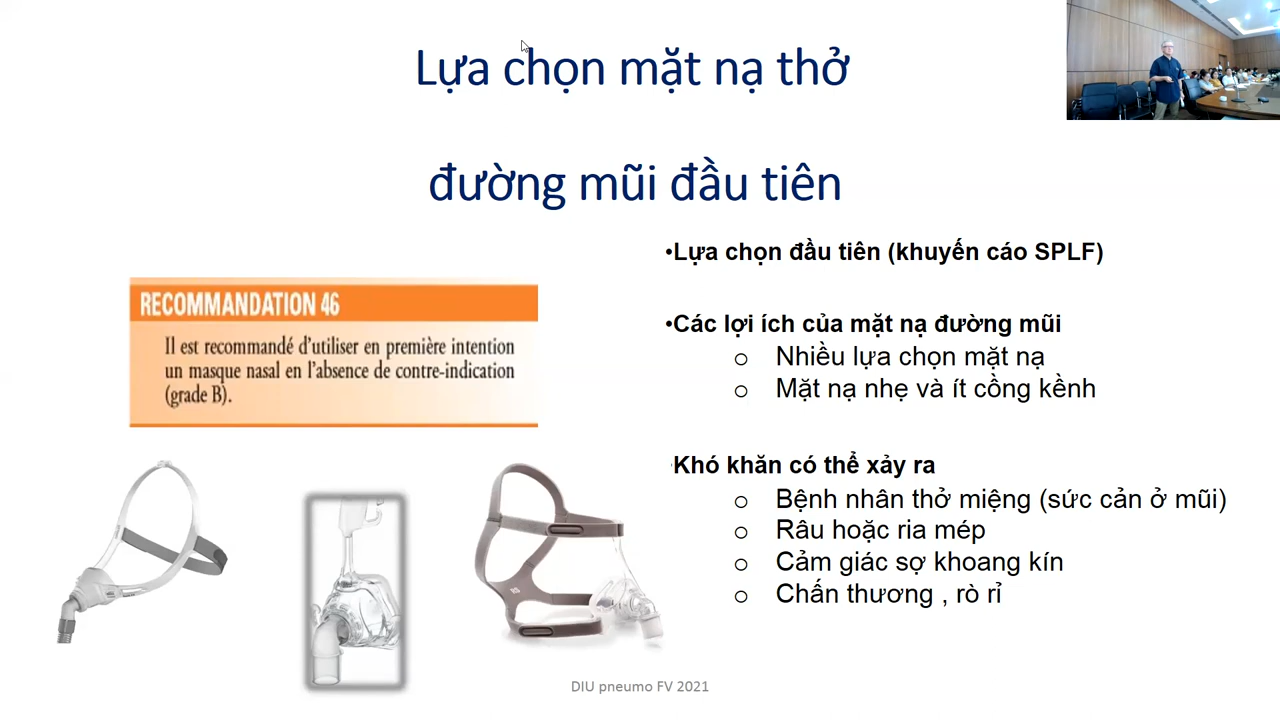 Lựa chọn mặt nạ thở
đường mũi đầu tiên
•Lựa chọn đầu tiên (khuyến cáo SPLF)
RECOMMANDATION 46
Il est recommandé d'utiliser en première intention
un masque nasal en l'absence de contre-indication
(grade B).
•Các lợi ích của mặt nạ đường mũi
o Nhiều lựa chọn mặt nạ
o Mặt nạ nhẹ và ít cồng kềnh
•Khó khăn có thể xảy ra
o Bệnh nhân thở miệng (sức cản ở mũi)
o Râu hoặc ria mép
o Cảm giác sợ khoang kín
o Chấn thương , rò rỉ
DIU pneumo FV 2021